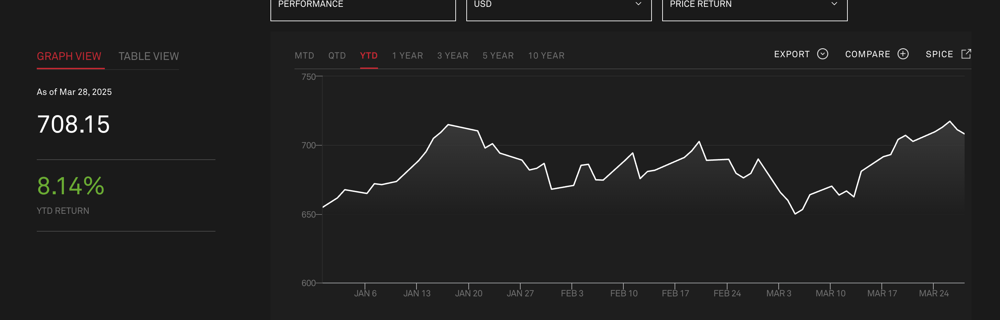 PERFORMANCE
USD
PRICE RETURN
GRAPH VIEW
TABLE VIEW
As of Mar 28, 2025
708.15
8.14%
YTD RETURN
MTD
QTD
YTD
1 YEAR
3 YEAR
5 YEAR
10 YEAR
EXPORT
COMPARE
SPICE
750
700
650
600
JAN 6
JAN 13
JAN 20
JAN 27
FEB 3
FEB 10
FEB 17
FEB 24
MAR 3
MAR 10
MAR 17
MAR 24